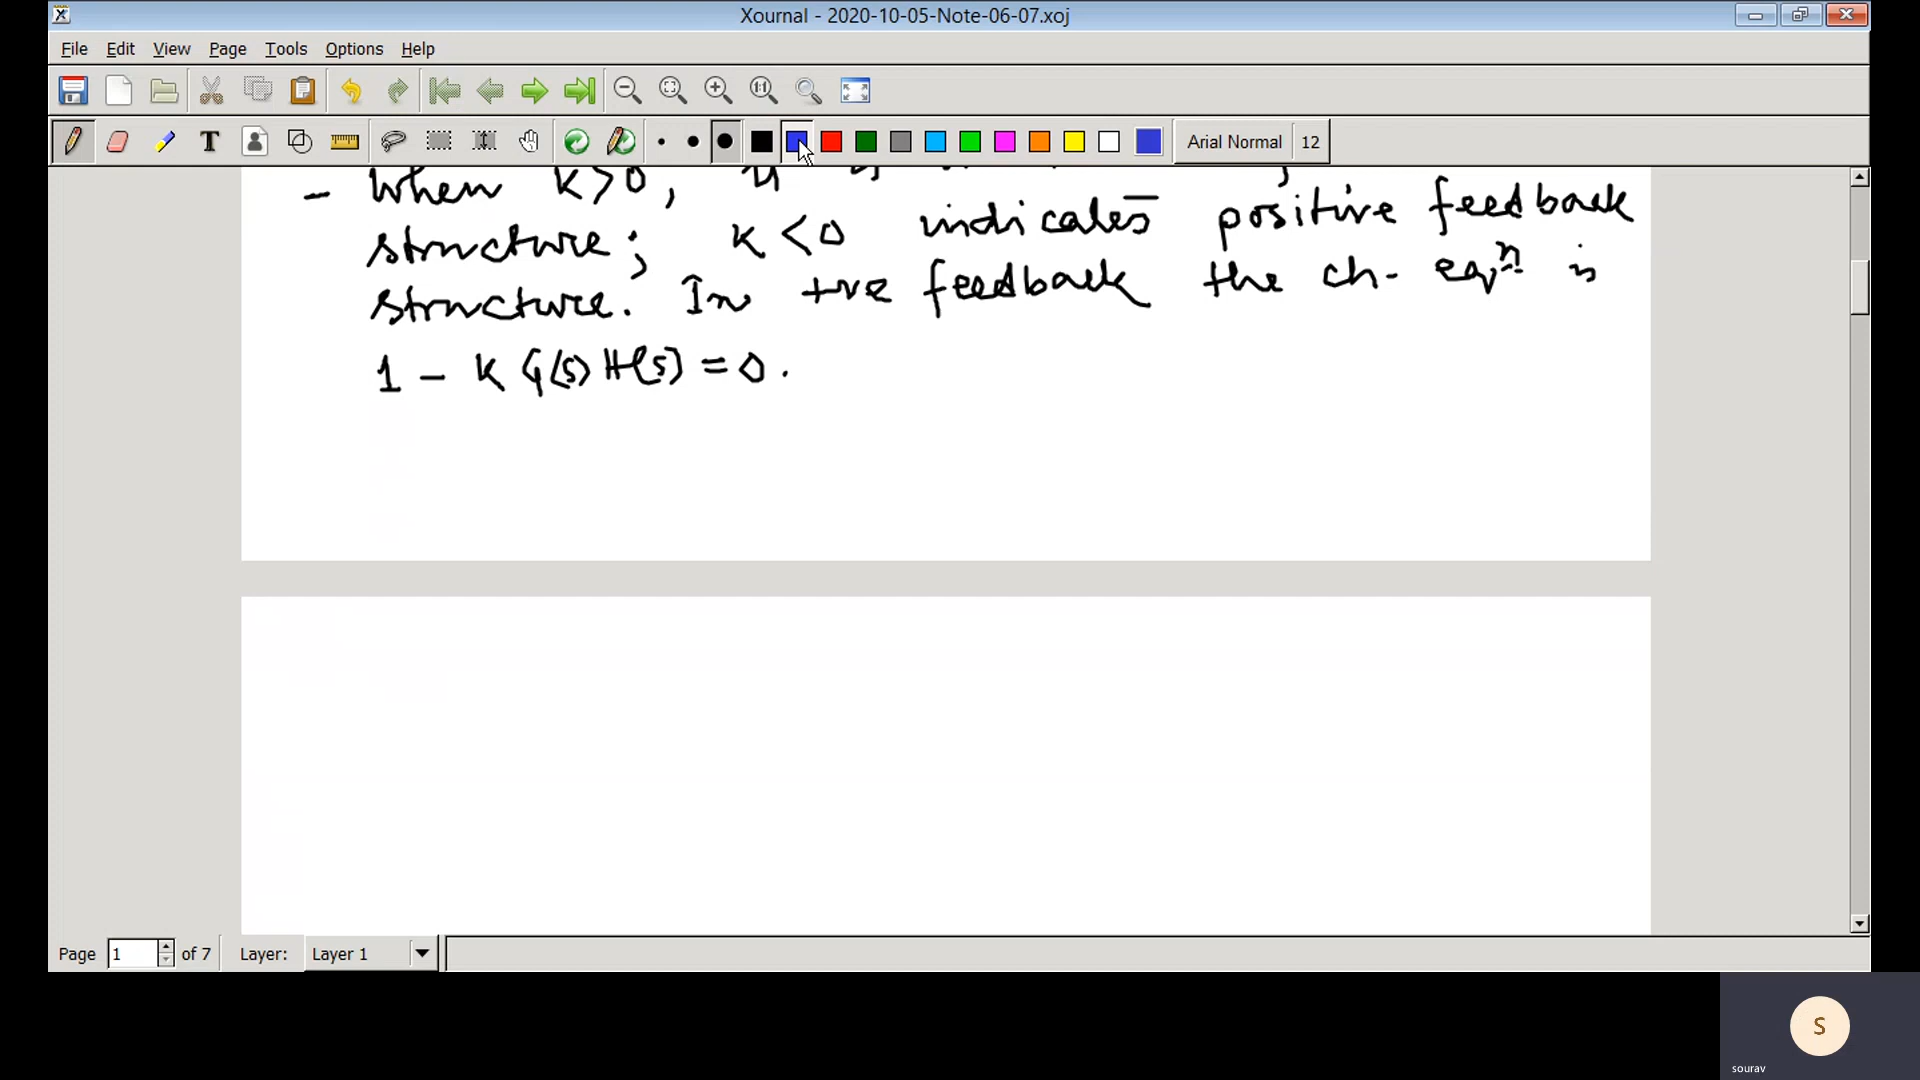 Xournal - 2020-10-05-Note-06-07.xoj
File Edit View Page Tools Options Help
Arial Normal 12
- When K>0, it is
structure; K<0 indicates positive feedback
structure. In +ve feedback the ch- eqⁿ is
1 - K G(s) H(s) = 0.
Page 1 of 7 Layer: Layer 1
S
sourav